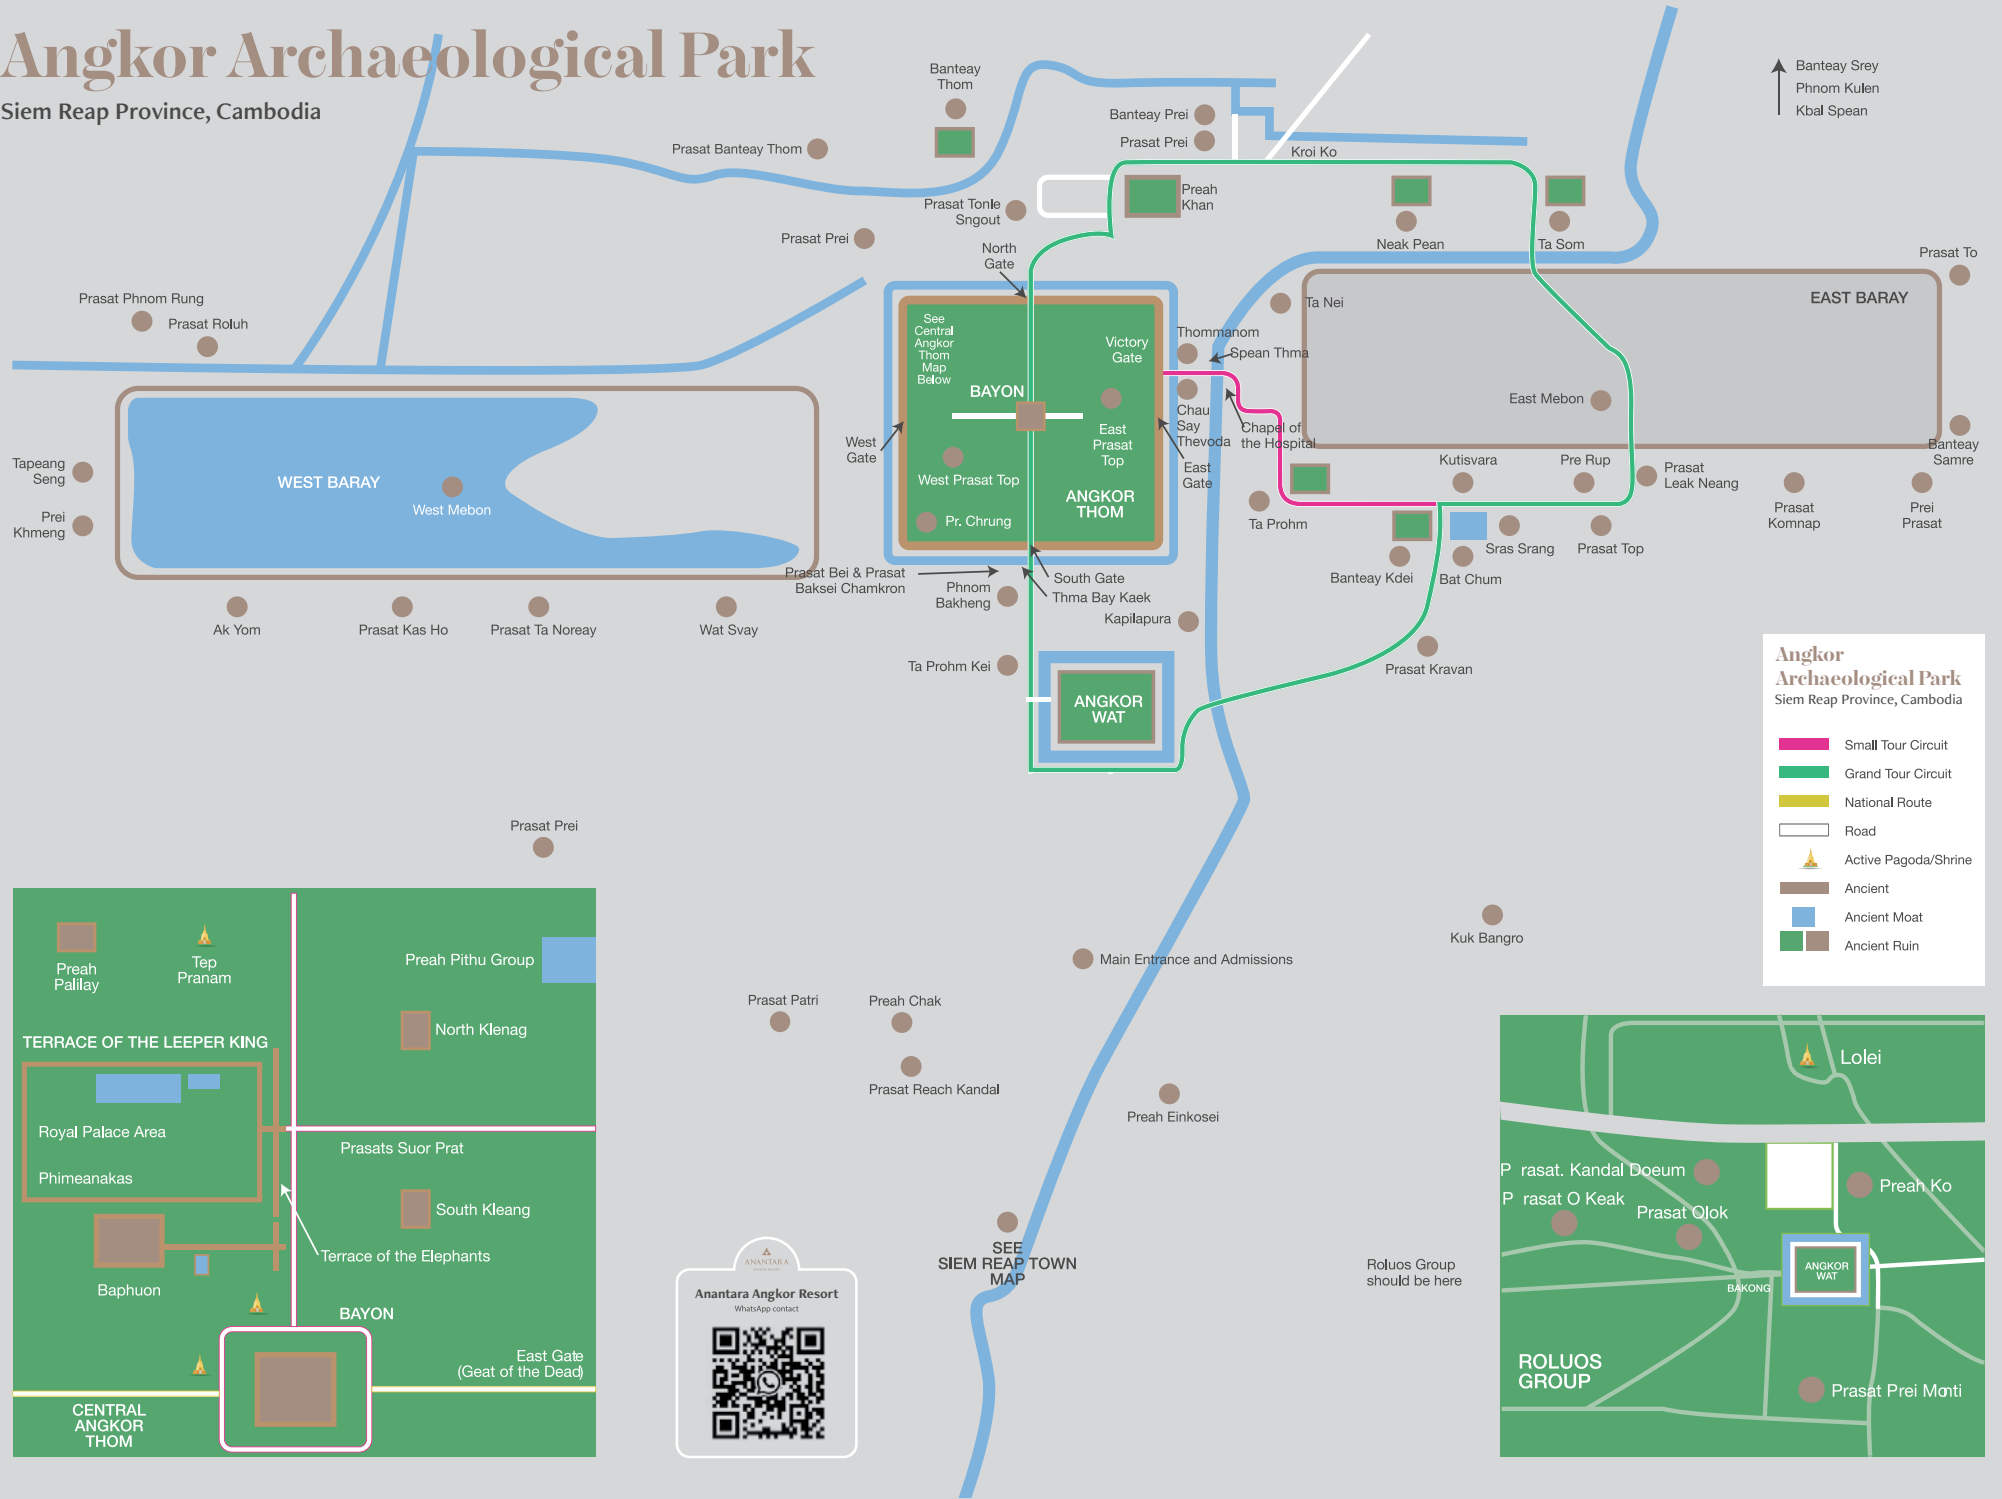 Angkor Archaeological Park
Siem Reap Province, Cambodia
Banteay
Thom
Banteay Srey
Phnom Kulen
Kbal Spean
Banteay Prei
Prasat Prei
Prasat Banteay Thom
Kroi Ko
Preah
Khan
Prasat Tonle
Sngout
Prasat Prei
North
Gate
Neak Pean
Ta Som
Prasat To
Prasat Phnom Rung
Prasat Roluh
EAST BARAY
Ta Nei
See
Central
Angkor
Thom
Map
Below
Victory
Gate
Thommanom
Spean Thma
BAYON
East
Prasat
Top
Chau
Say
Thevoda
Chapel of
the Hospital
East Mebon
West
Gate
East
Gate
Banteay
Samre
Tapeang
Seng
WEST BARAY
West Mebon
West Prasat Top
ANGKOR
THOM
Pr. Chrung
Kutisvara
Pre Rup
Prasat
Leak Neang
Prasat
Komnap
Prei
Prasat
Prei
Khmeng
Ta Prohm
Sras Srang
Prasat Top
Banteay Kdei
Bat Chum
Prasat Bei & Prasat
Baksei Chamkron
Phnom
Bakheng
South Gate
Thma Bay Kaek
Kapilapura
Ak Yom
Prasat Kas Ho
Prasat Ta Noreay
Wat Svay
Ta Prohm Kei
Prasat Kravan
ANGKOR
WAT
Angkor
Archaeological Park
Siem Reap Province, Cambodia
Small Tour Circuit
Grand Tour Circuit
National Route
Road
Active Pagoda/Shrine
Ancient
Ancient Moat
Ancient Ruin
Prasat Prei
Kuk Bangro
Main Entrance and Admissions
Prasat Patri
Preah Chak
Prasat Reach Kandal
Preah Einkosei
SEE
SIEM REAP TOWN
MAP
Roluos Group
should be here
Preah
Palilay
Tep
Pranam
Preah Pithu Group
North Klenag
TERRACE OF THE LEEPER KING
Royal Palace Area
Phimeanakas
Prasats Suor Prat
South Kleang
Terrace of the Elephants
Baphuon
BAYON
East Gate
(Geat of the Dead)
CENTRAL
ANGKOR
THOM
ANANTARA
Anantara Angkor Resort
WhatsApp contact
Lolei
P rasat. Kandal Doeum
P rasat O Keak
Prasat Olok
Preah Ko
ANGKOR
WAT
BAKONG
ROLUOS
GROUP
Prasat Prei Monti